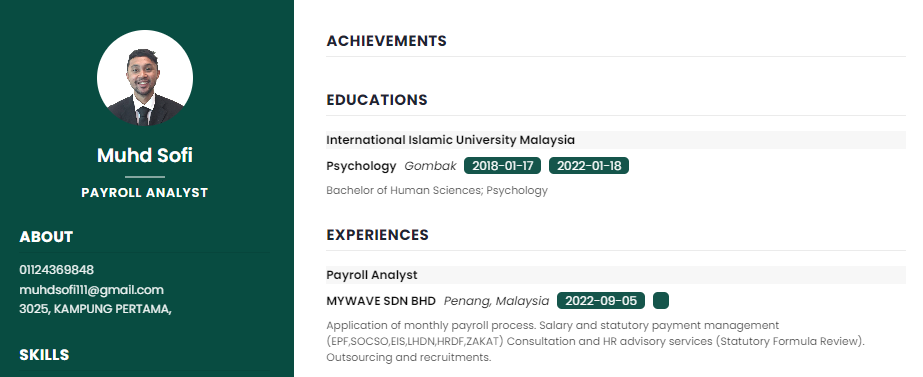 Muhd Sofi
PAYROLL ANALYST
ABOUT
01124369848
muhdsofi111@gmail.com
3025, KAMPUNG PERTAMA,
SKILLS
ACHIEVEMENTS
EDUCATIONS
International Islamic University Malaysia
Psychology Gombak 2018-01-17 2022-01-18
Bachelor of Human Sciences; Psychology
EXPERIENCES
Payroll Analyst
MYWAVE SDN BHD Penang, Malaysia 2022-09-05
Application of monthly payroll process. Salary and statutory payment management
(EPF,SOCSO,EIS,LHDN,HRDF,ZAKAT) Consultation and HR advisory services (Statutory Formula Review).
Outsourcing and recruitments.